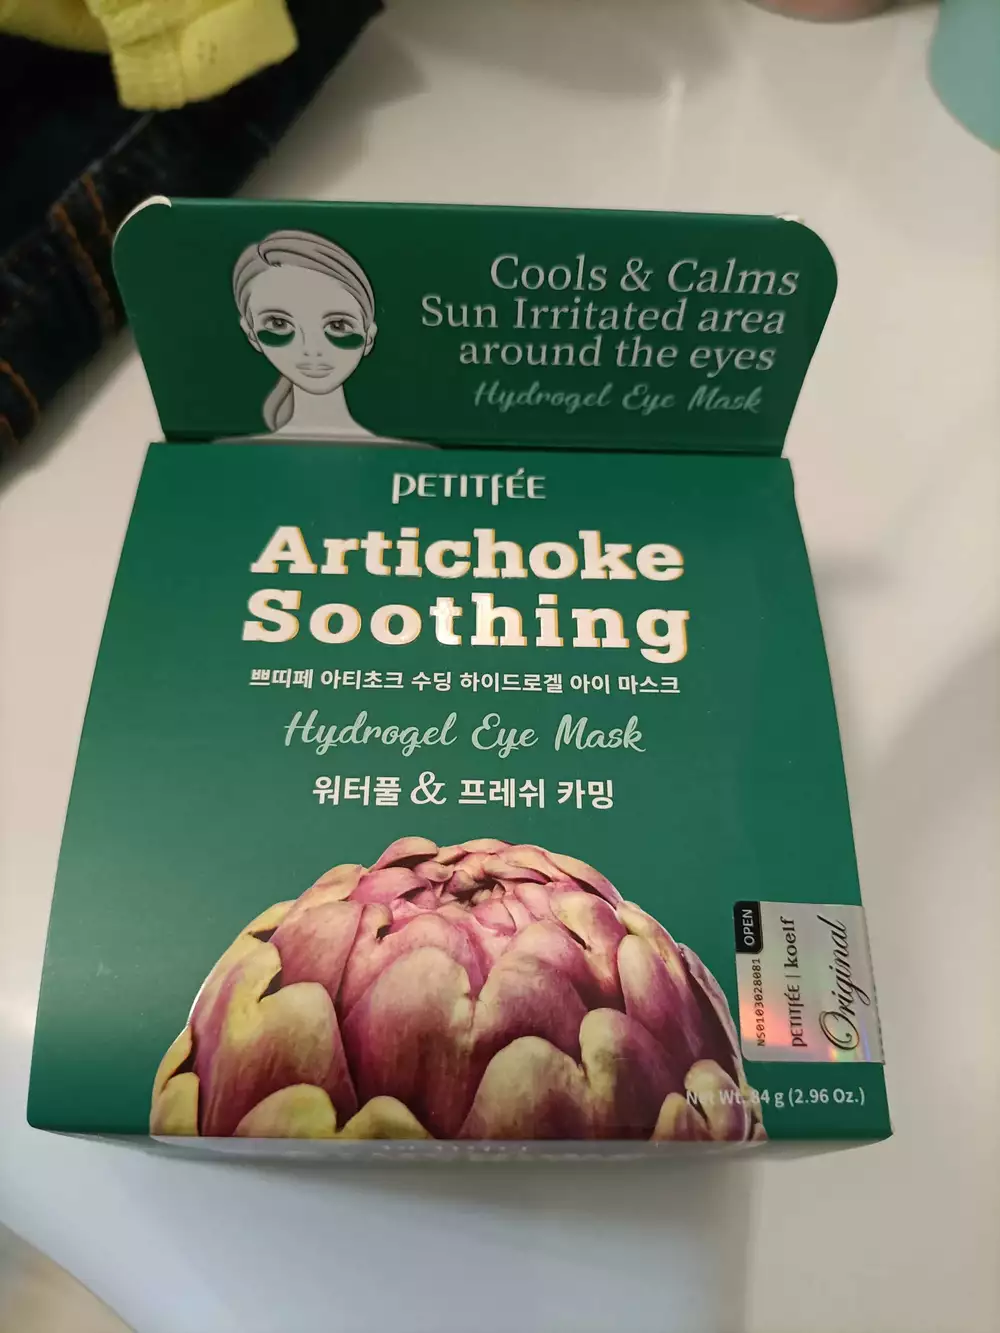 Cools & Calms
Sun Irritated area
around the eyes
Hydrogel Eye Mask
PETITFÉE
Artichoke
Soothing
쁘띠페 아티초크 수딩 하이드로겔 아이 마스크
Hydrogel Eye Mask
워터풀 & 프레쉬 카밍
OPEN
NS0103028081
PETITFÉE | koelf
Original
Net Wt. 84 g (2.96 Oz.)